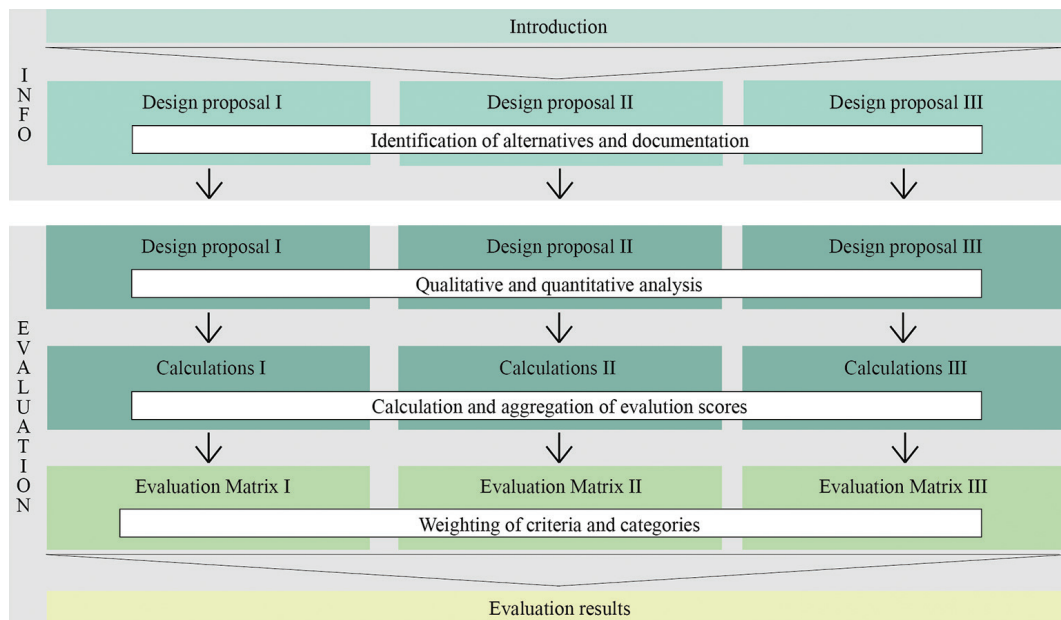 Introduction
INFO
Design proposal I
Design proposal II
Design proposal III
Identification of alternatives and documentation
EVALUATION
Design proposal I
Design proposal II
Design proposal III
Qualitative and quantitative analysis
Calculations I
Calculations II
Calculations III
Calculation and aggregation of evalution scores
Evaluation Matrix I
Evaluation Matrix II
Evaluation Matrix III
Weighting of criteria and categories
Evaluation results